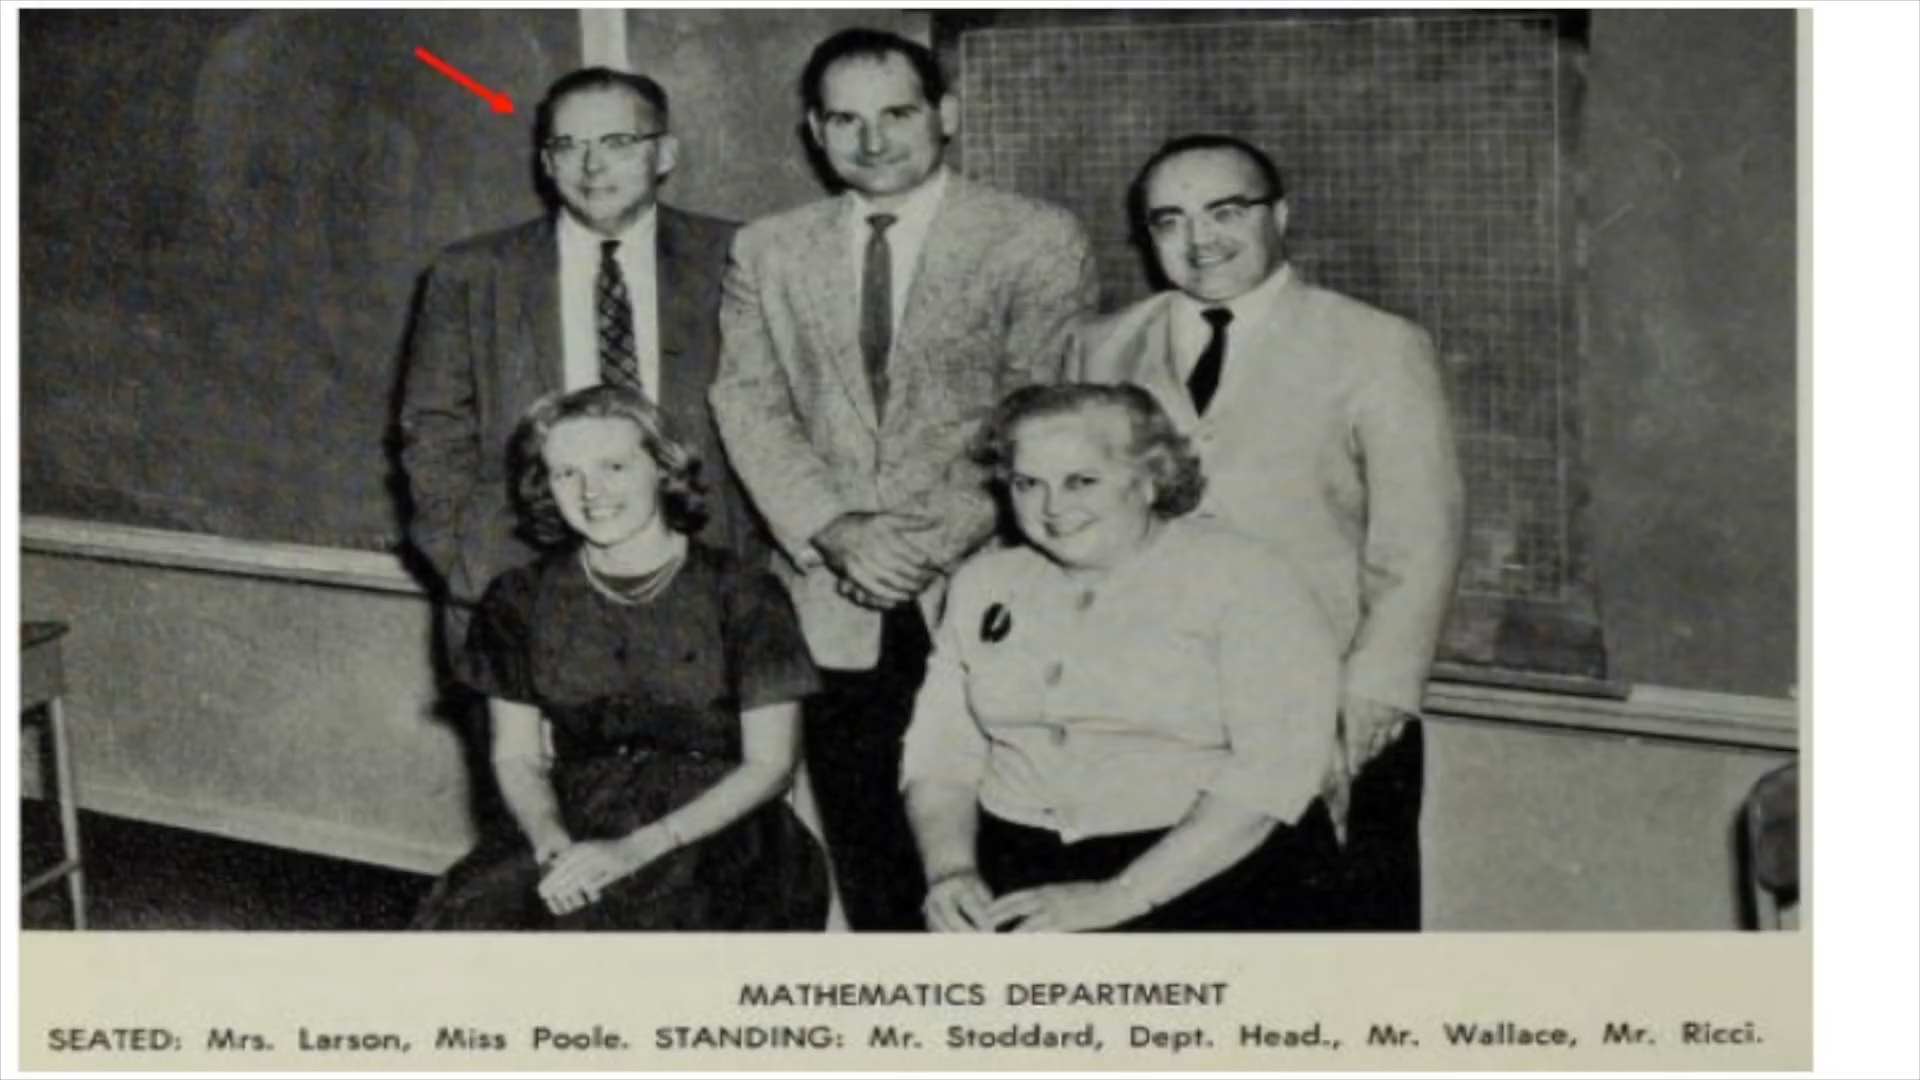 MATHEMATICS DEPARTMENT
SEATED: Mrs. Larson, Miss Poole. STANDING: Mr. Stoddard, Dept. Head., Mr. Wallace, Mr. Ricci.